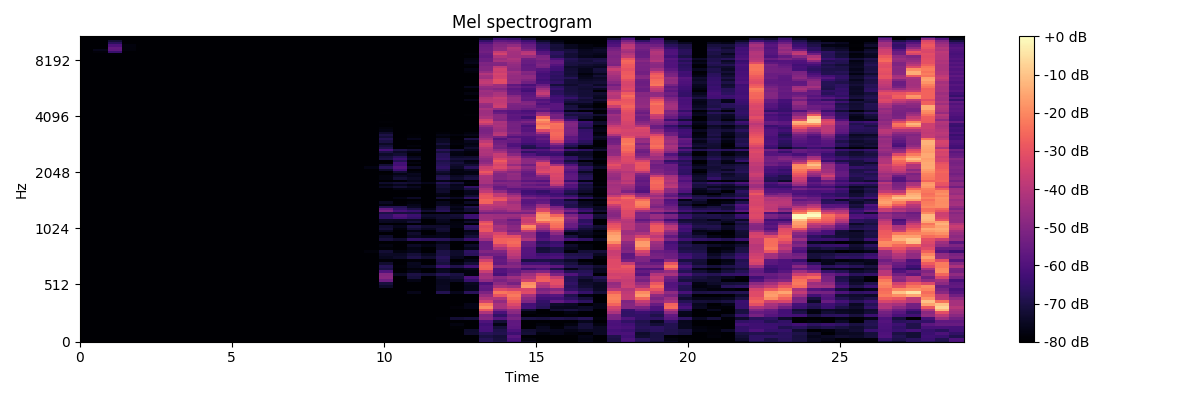 Mel spectrogram
8192
4096
2048
1024
512
0
Hz
0 5 10 15 20 25
Time
+0 dB
-10 dB
-20 dB
-30 dB
-40 dB
-50 dB
-60 dB
-70 dB
-80 dB